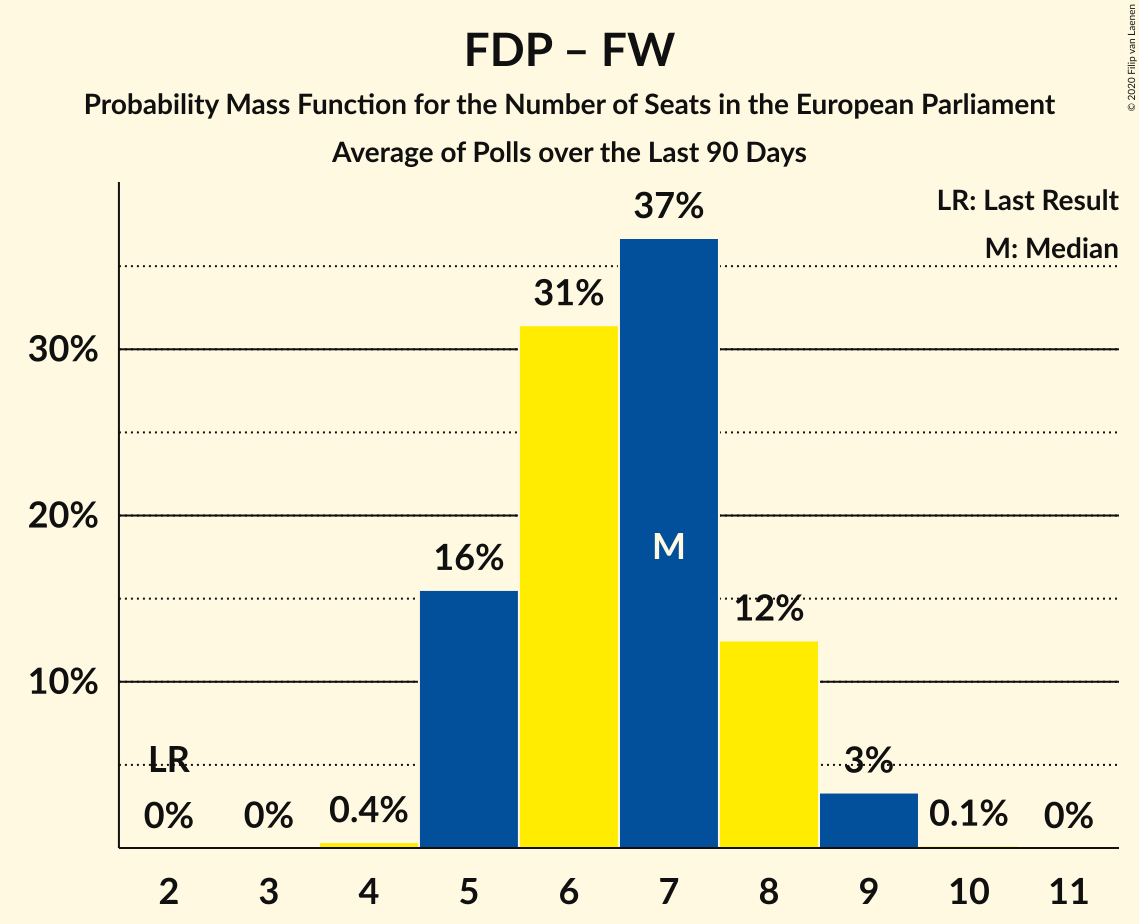 FDP – FW
Probability Mass Function for the Number of Seats in the European Parliament
Average of Polls over the Last 90 Days
© 2020 Filip van Laenen
LR: Last Result
M: Median
37%
31%
30%
20%
16%
M
12%
10%
LR
3%
0%
0%
0.4%
0.1%
0%
2
3
4
5
6
7
8
9
10
11